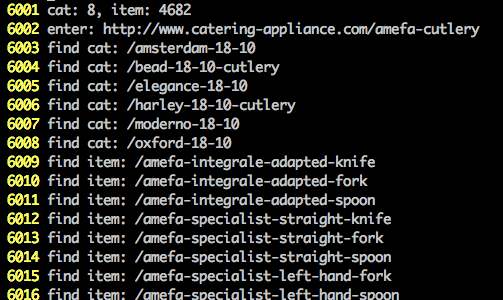 6001 cat: 8, item: 4682
6002 enter: http://www.catering-appliance.com/amefa-cutlery
6003 find cat: /amsterdam-18-10
6004 find cat: /bead-18-10-cutlery
6005 find cat: /elegance-18-10
6006 find cat: /harley-18-10-cutlery
6007 find cat: /moderno-18-10
6008 find cat: /oxford-18-10
6009 find item: /amefa-integrale-adapted-knife
6010 find item: /amefa-integrale-adapted-fork
6011 find item: /amefa-integrale-adapted-spoon
6012 find item: /amefa-specialist-straight-knife
6013 find item: /amefa-specialist-straight-fork
6014 find item: /amefa-specialist-straight-spoon
6015 find item: /amefa-specialist-left-hand-fork
6016 find item: /amefa-specialist-left-hand-spoon